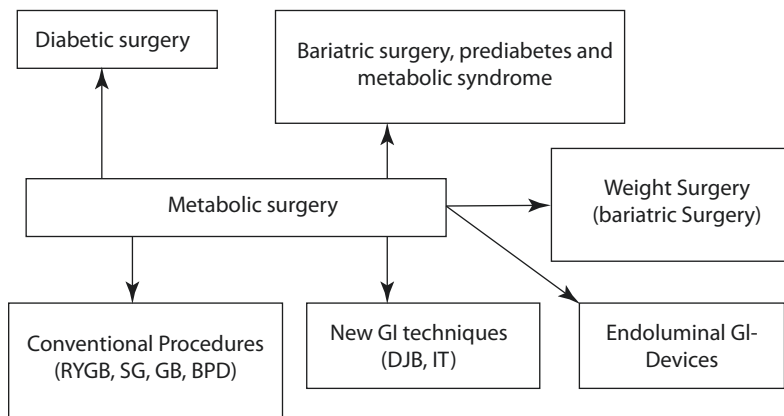 Diabetic surgery
Bariatric surgery, prediabetes and
metabolic syndrome
Metabolic surgery
Weight Surgery
(bariatric Surgery)
Conventional Procedures
(RYGB, SG, GB, BPD)
New GI techniques
(DJB, IT)
Endoluminal GI-
Devices